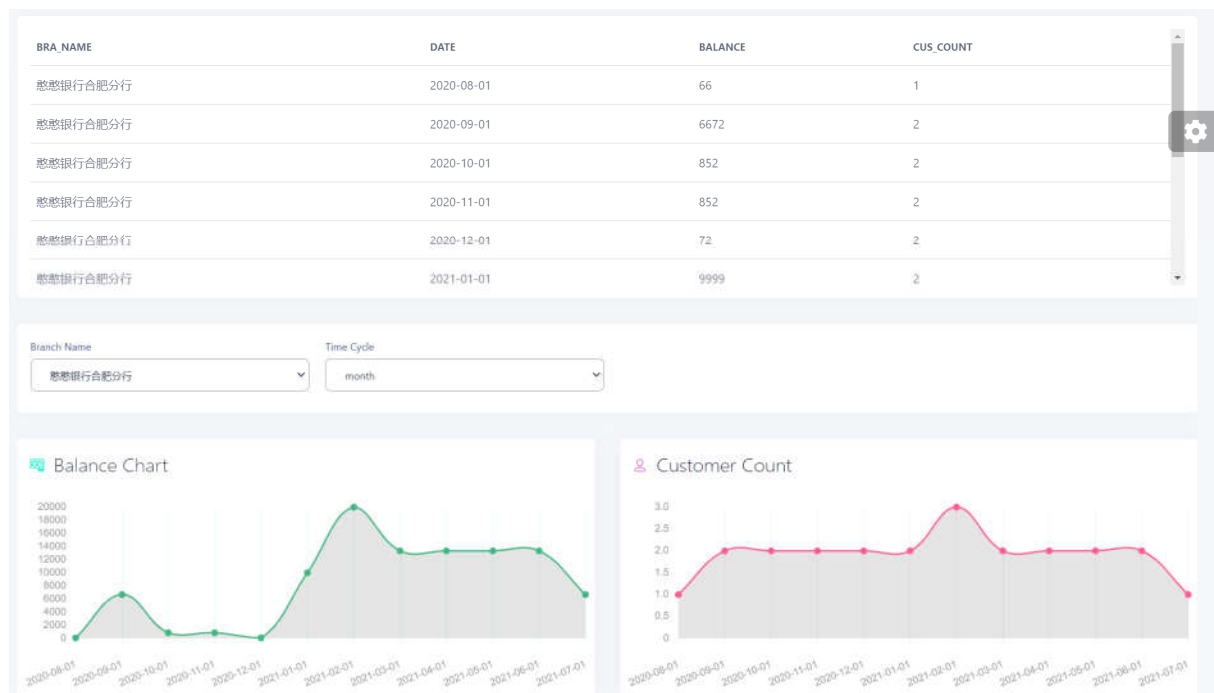 BRA_NAME DATE BALANCE CUS_COUNT
憨憨银行合肥分行 2020-08-01 66 1
憨憨银行合肥分行 2020-09-01 6672 2
憨憨银行合肥分行 2020-10-01 852 2
憨憨银行合肥分行 2020-11-01 852 2
憨憨银行合肥分行 2020-12-01 72 2
憨憨银行合肥分行 2021-01-01 9999 2
Branch Name Time Cycle
憨憨银行合肥分行 month
Balance Chart
20000
18000
16000
14000
12000
10000
8000
6000
4000
2000
0
2020-08-01 2020-09-01 2020-10-01 2020-11-01 2020-12-01 2021-01-01 2021-02-01 2021-03-01 2021-04-01 2021-05-01 2021-06-01 2021-07-01
Customer Count
3.0
2.5
2.0
1.5
1.0
0.5
0
2020-08-01 2020-09-01 2020-10-01 2020-11-01 2020-12-01 2021-01-01 2021-02-01 2021-03-01 2021-04-01 2021-05-01 2021-06-01 2021-07-01